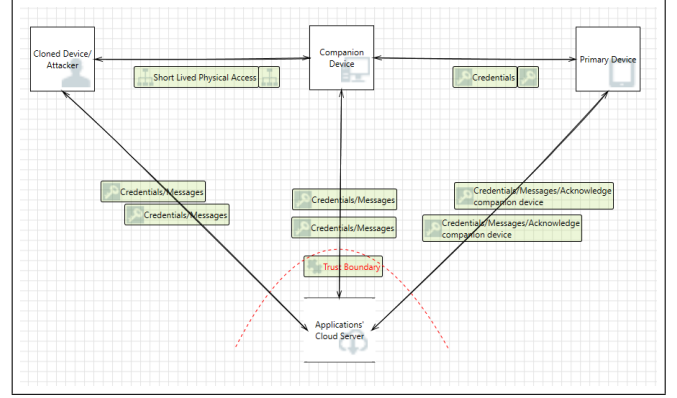 Cloned Device/
Attacker
Companion
Device
Primary Device
Short Lived Physical Access
Credentials
Credentials/Messages
Credentials/Messages
Credentials/Messages
Credentials/Messages
Credentials/Messages/Acknowledge
companion device
Credentials/Messages/Acknowledge
companion device
Trust Boundary
Applications'
Cloud Server